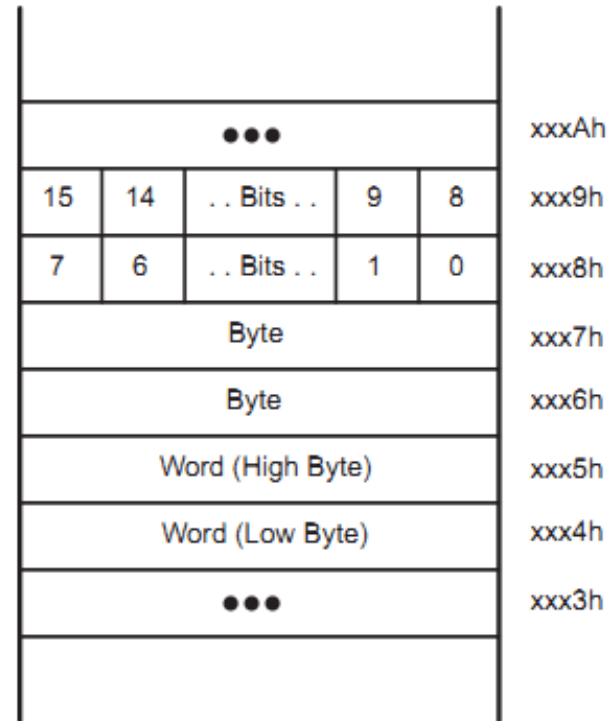 ●●● xxxAh
15 14 . . Bits . . 9 8 xxx9h
7 6 . . Bits . . 1 0 xxx8h
Byte xxx7h
Byte xxx6h
Word (High Byte) xxx5h
Word (Low Byte) xxx4h
●●● xxx3h